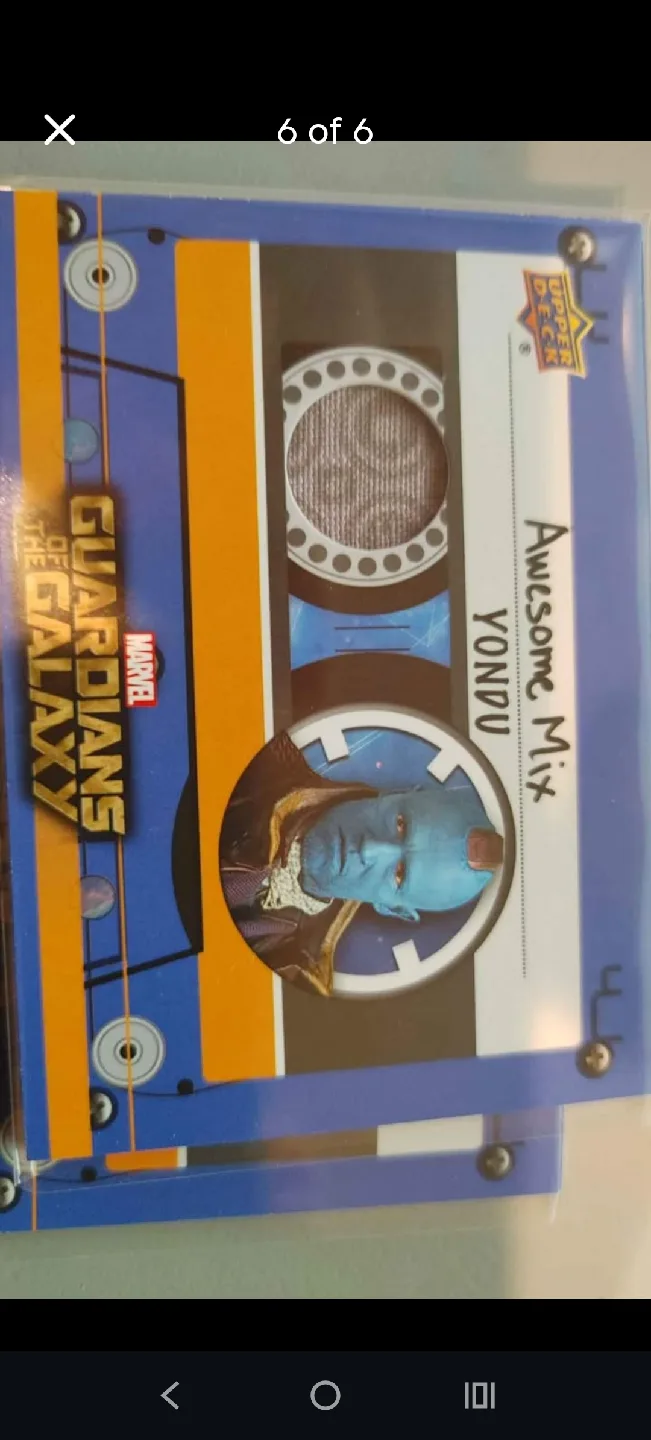 6 of 6
UPPER
DECK
®
Awesome Mix
YONDU
MARVEL
GUARDIANS
OF
THE
GALAXY